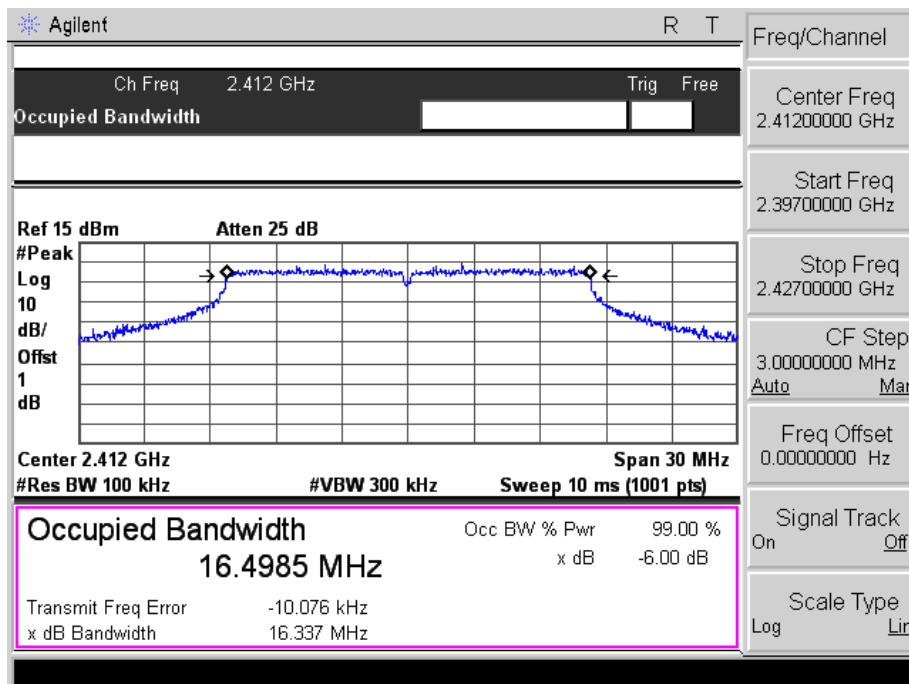 Agilent R T
Freq/Channel
Ch Freq 2.412 GHz Trig Free
Occupied Bandwidth
Center Freq
2.41200000 GHz
Start Freq
2.39700000 GHz
Stop Freq
2.42700000 GHz
CF Step
3.00000000 MHz
Auto Mar
Freq Offset
0.00000000 Hz
Signal Track
On Off
Scale Type
Log Lin
Ref 15 dBm Atten 25 dB
#Peak
Log
10
dB/
Offst
1
dB
Center 2.412 GHz Span 30 MHz
#Res BW 100 kHz #VBW 300 kHz Sweep 10 ms (1001 pts)
Occupied Bandwidth Occ BW % Pwr 99.00 %
16.4985 MHz x dB -6.00 dB
Transmit Freq Error -10.076 kHz
x dB Bandwidth 16.337 MHz